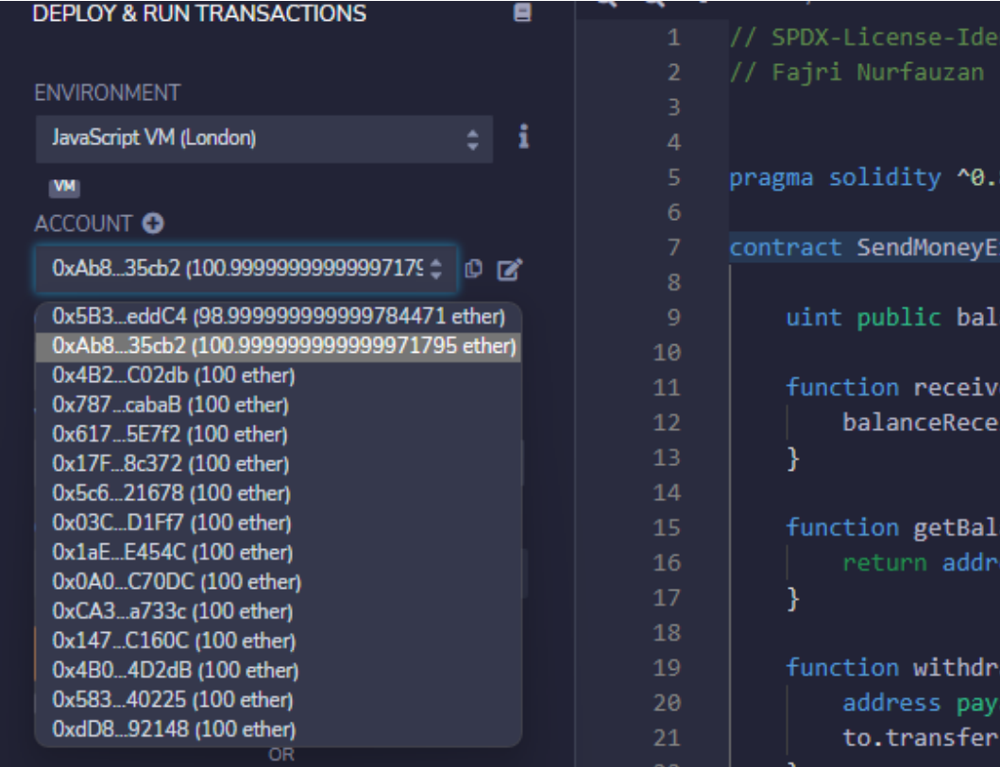 DEPLOY & RUN TRANSACTIONS
ENVIRONMENT
JavaScript VM (London)
VM
ACCOUNT
0xAb8...35cb2 (100.99999999999997179
0x5B3...eddC4 (98.999999999999784471 ether)
0xAb8...35cb2 (100.999999999999971795 ether)
0x4B2...C02db (100 ether)
0x787...cabaB (100 ether)
0x617...5E7f2 (100 ether)
0x17F...8c372 (100 ether)
0x5c6...21678 (100 ether)
0x03C...D1Ff7 (100 ether)
0x1aE...E454C (100 ether)
0x0A0...C70DC (100 ether)
0xCA3...a733c (100 ether)
0x147...C160C (100 ether)
0x4B0...4D2dB (100 ether)
0x583...40225 (100 ether)
0xdD8...92148 (100 ether)
OR
1 // SPDX-License-Ide
2 // Fajri Nurfauzan
3
4
5 pragma solidity ^0.
6
7 contract SendMoneyE
8
9 uint public bal
10
11 function receiv
12 balanceRece
13 }
14
15 function getBal
16 return addr
17 }
18
19 function withdr
20 address pay
21 to.transfer